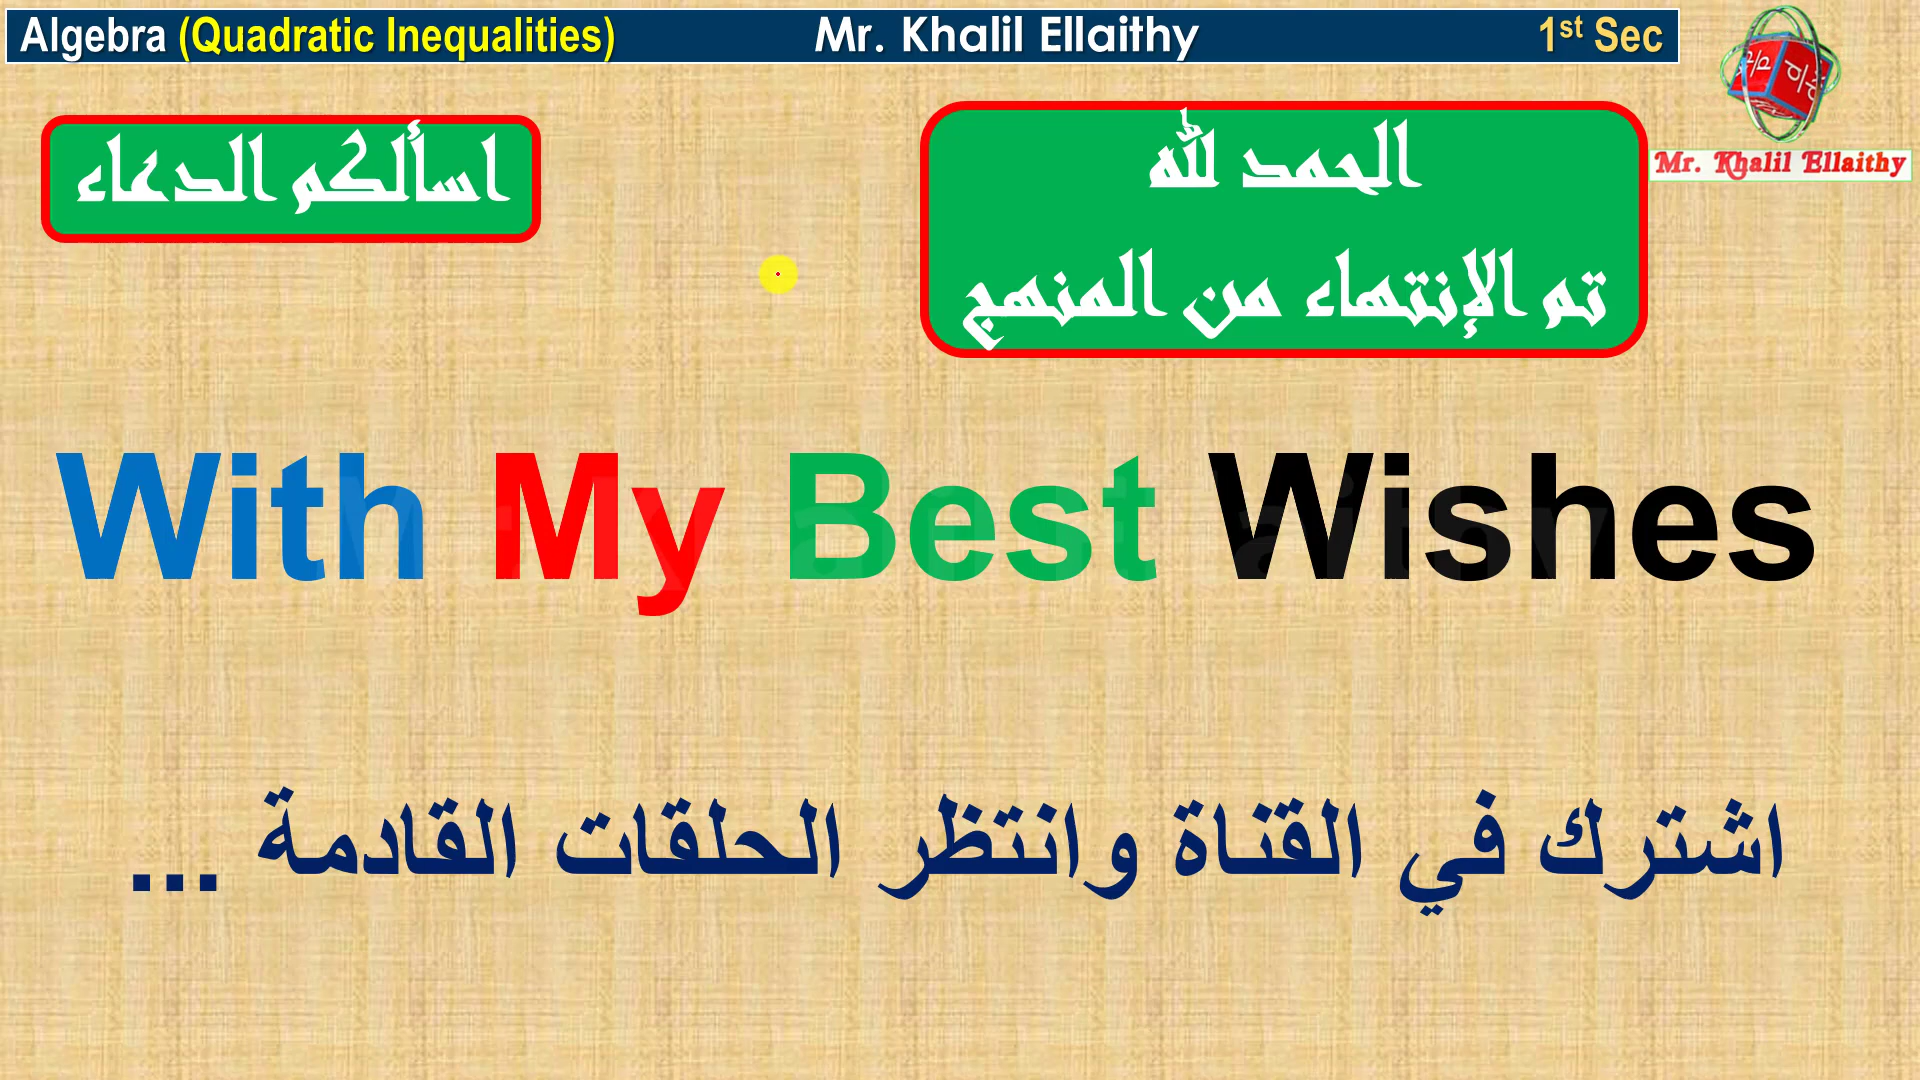 Algebra (Quadratic Inequalities) Mr. Khalil Ellaithy 1st Sec
Mr. Khalil Ellaithy
الحمد لله
تم الإنتهاء من المنهج
اسألكم الدعاء
With My Best Wishes
اشترك في القناة وانتظر الحلقات القادمة ...